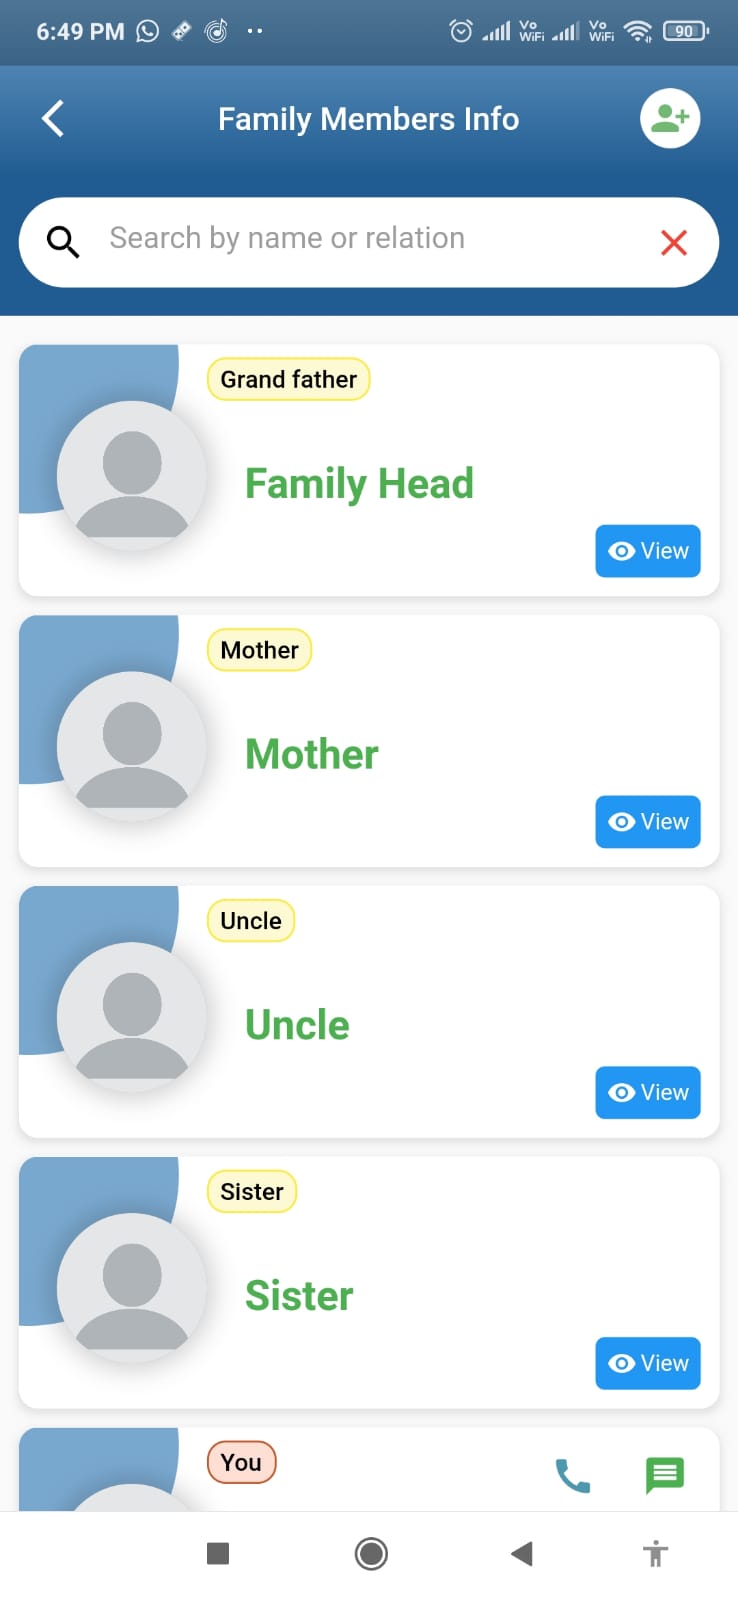 6:49 PM
Vo WiFi Vo WiFi 90
Family Members Info
Search by name or relation
Grand father
Family Head
View
Mother
Mother
View
Uncle
Uncle
View
Sister
Sister
View
You